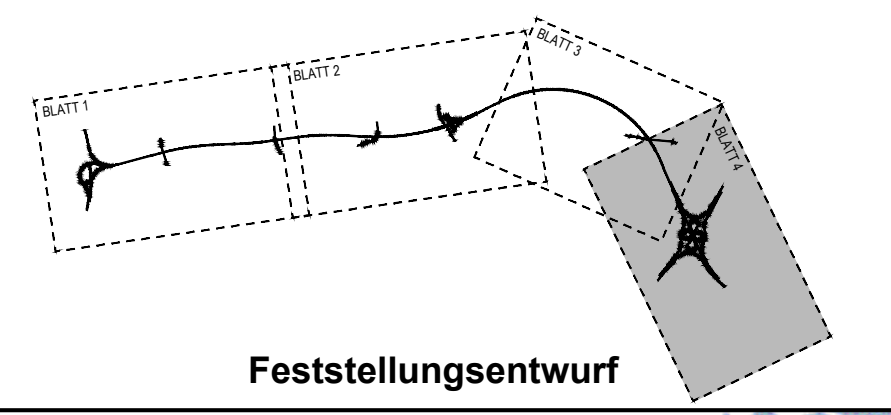 BLATT 1
BLATT 2
BLATT 3
BLATT 4
Feststellungsentwurf